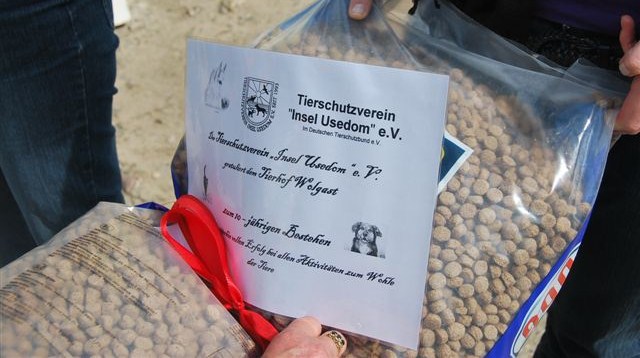 Tierschutzverein
"Insel Usedom" e.V.
Im Deutschen Tierschutzbund e.V.
Der Tierschutzverein „Insel Usedom“ e. V.
gratuliert dem Tierhof Wolgast
zum 10 - jährigen Bestehen
vollen Erfolg bei allen Aktivitäten zum Wohle
der Tiere